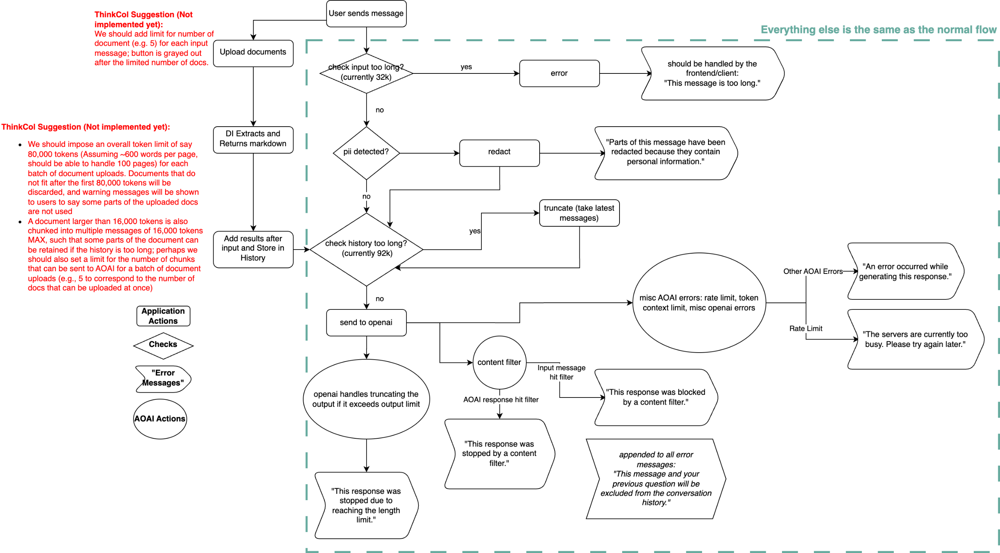 User sends message
ThinkCol Suggestion (Not
implemented yet):
We should add limit for number of
document (e.g. 5) for each input
message; button is grayed out
after the limited number of docs.
Everything else is the same as the normal flow
Upload documents
check input too long?
(currently 32k)
yes
error
should be handled by the
frontend/client:
"This message is too long."
no
ThinkCol Suggestion (Not implemented yet):
• We should impose an overall token limit of say
80,000 tokens (Assuming ~600 words per page,
should be able to handle 100 pages) for each
batch of document uploads. Documents that do
not fit after the first 80,000 tokens will be
discarded, and warning messages will be shown
to users to say some parts of the uploaded docs
are not used
• A document larger than 16,000 tokens is also
chunked into multiple messages of 16,000 tokens
MAX, such that some parts of the document can
be retained if the history is too long; perhaps we
should also set a limit for the number of chunks
that can be sent to AOAI for a batch of document
uploads (e.g., 5 to correspond to the number of
docs that can be uploaded at once)
DI Extracts and
Returns markdown
pii detected?
redact
"Parts of this message have been
redacted because they contain
personal information."
no
truncate (take latest
messages)
yes
Add results after
input and Store in
History
check history too long?
(currently 92k)
no
send to openai
misc AOAI errors: rate limit, token
context limit, misc openai errors
Other AOAI Errors
"An error occurred while
generating this response."
Rate Limit
"The servers are currently too
busy. Please try again later."
Application
Actions
Checks
"Error
Messages"
AOAI Actions
content filter
Input message
hit filter
"This response was blocked
by a content filter."
AOAI response hit filter
openai handles truncating the
output if it exceeds output limit
"This response was
stopped by a content
filter."
appended to all error
messages:
"This message and your
previous question will be
excluded from the conversation
history."
"This response was
stopped due to
reaching the length
limit."